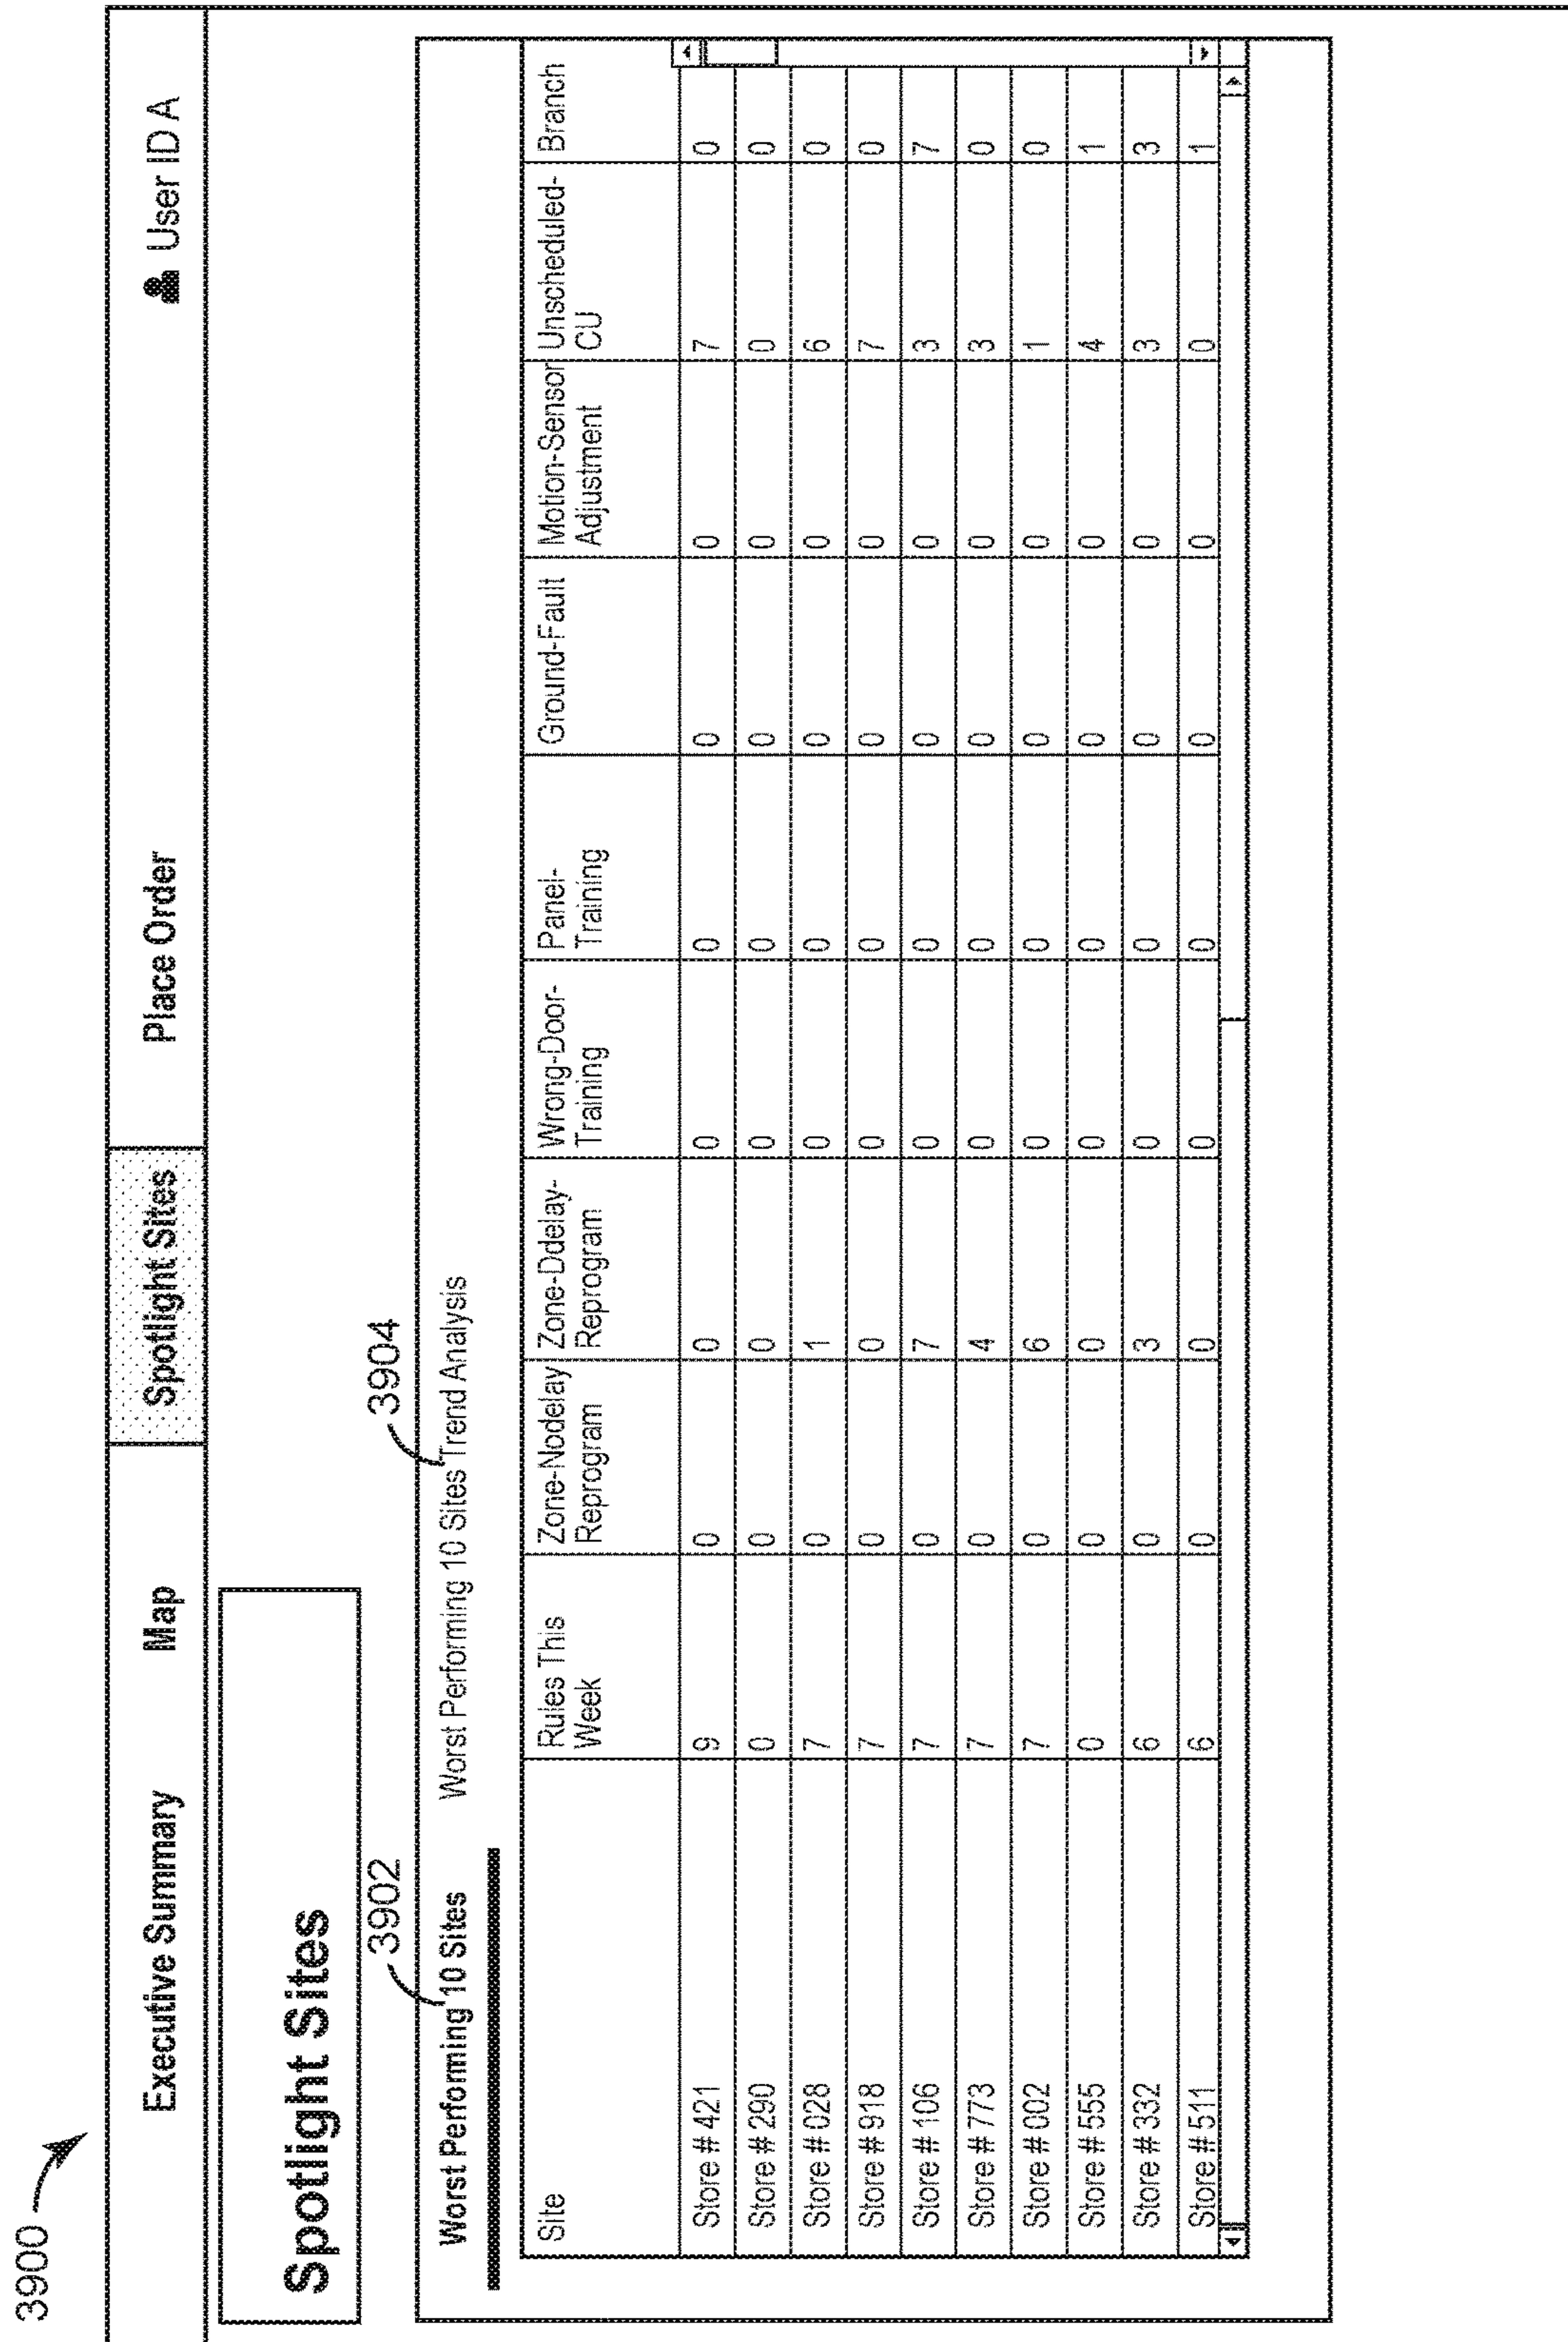 3900
Executive Summary Map Spotlight Sites Place Order User ID A
Spotlight Sites
3902 3904
Worst Performing 10 Sites Worst Performing 10 Sites Trend Analysis
Site Rules This Zone-Nodelay Zone-Ddelay- Wrong-Door- Panel- Ground-Fault Motion-Sensor Unscheduled- Branch
Week Reprogram Reprogram Training Training Adjustment CU
Store # 421 9 0 0 0 0 0 0 7 0
Store # 290 0 0 0 0 0 0 0 0 0
Store # 028 7 0 1 0 0 0 0 6 0
Store # 918 7 0 0 0 0 0 0 7 0
Store # 106 7 0 7 0 0 0 0 3 7
Store # 773 7 0 4 0 0 0 0 3 0
Store # 002 7 0 6 0 0 0 0 1 0
Store # 555 0 0 0 0 0 0 0 4 1
Store # 332 6 0 3 0 0 0 0 3 3
Store # 511 6 0 0 0 0 0 0 0 1